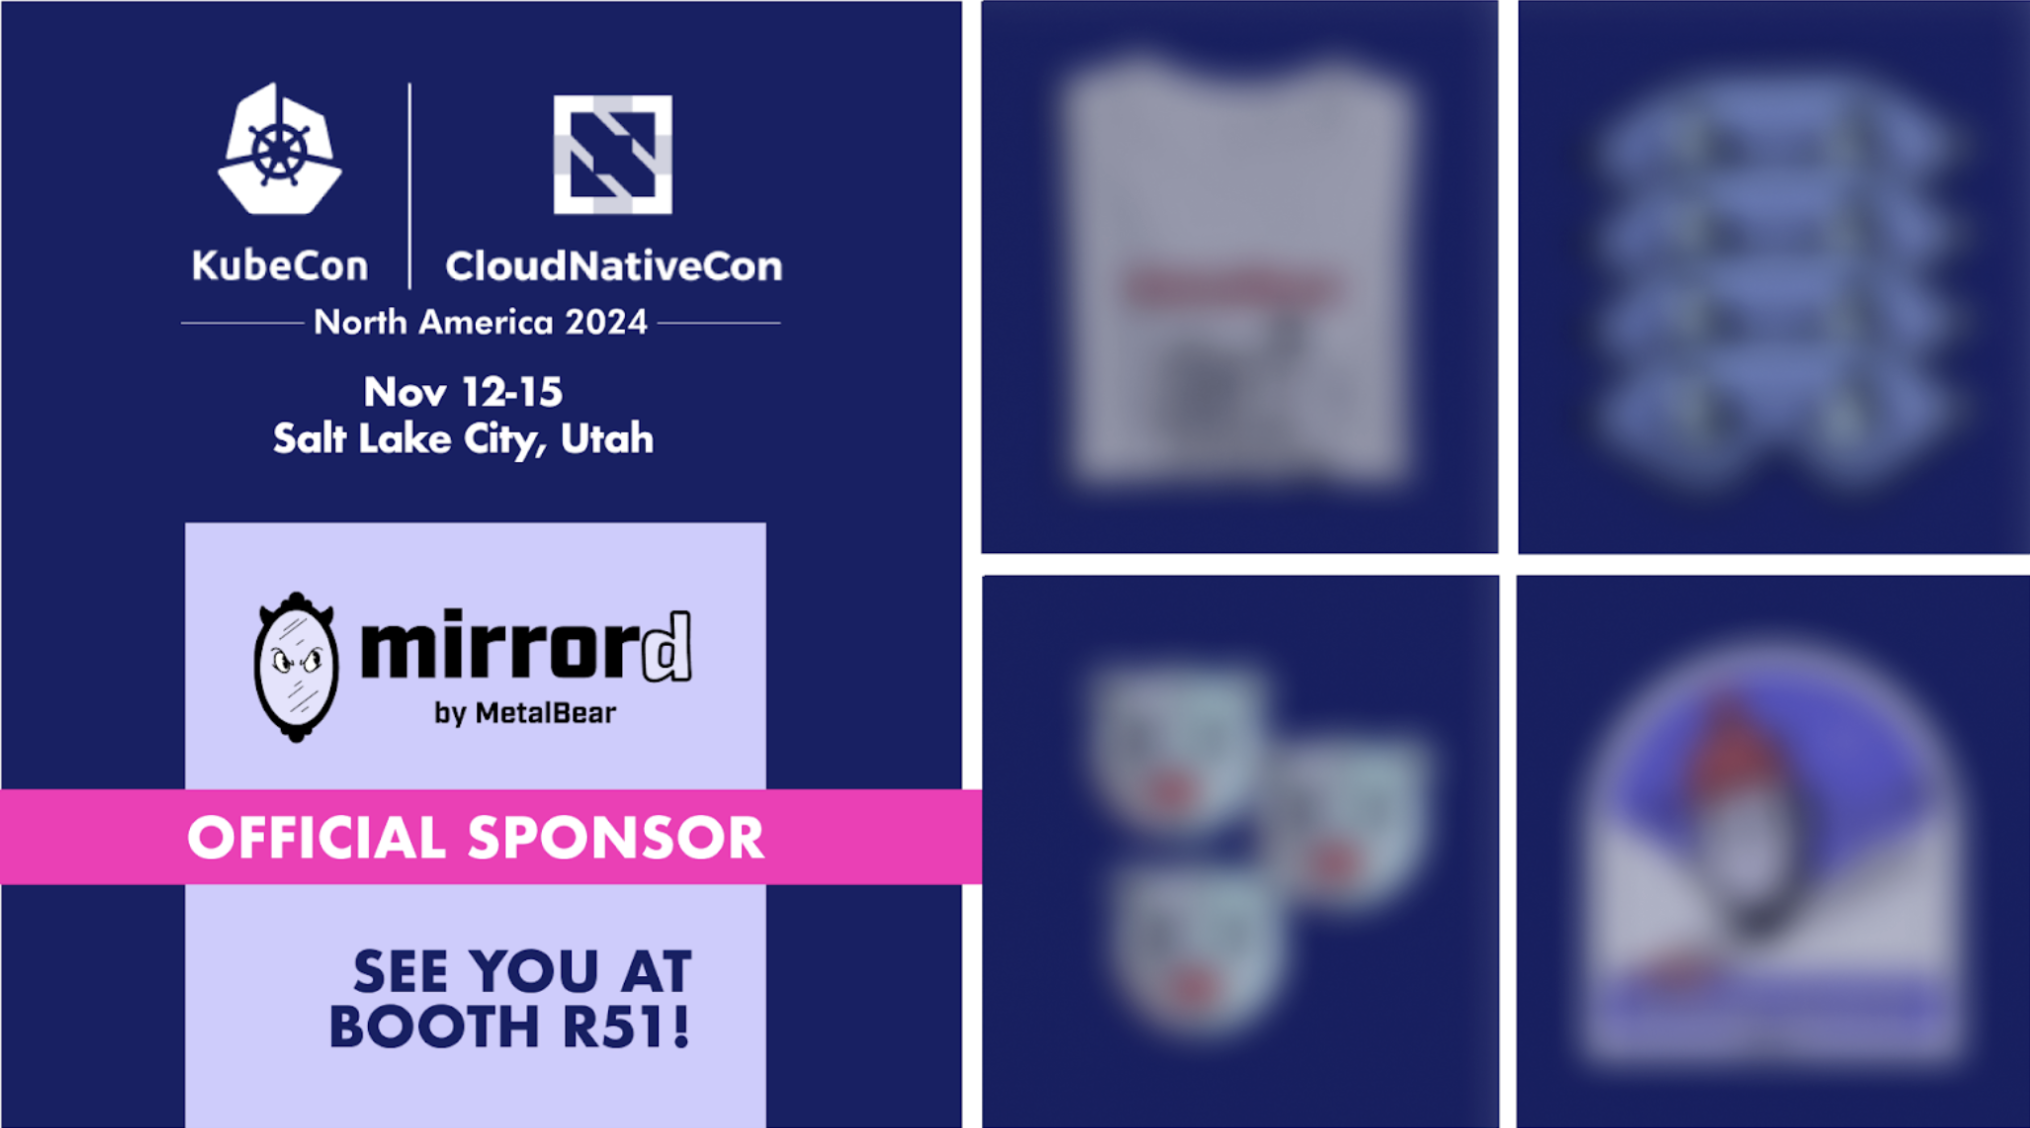 KubeCon
CloudNativeCon
North America 2024
Nov 12-15
Salt Lake City, Utah
mirrord
by MetalBear
OFFICIAL SPONSOR
SEE YOU AT
BOOTH R51!